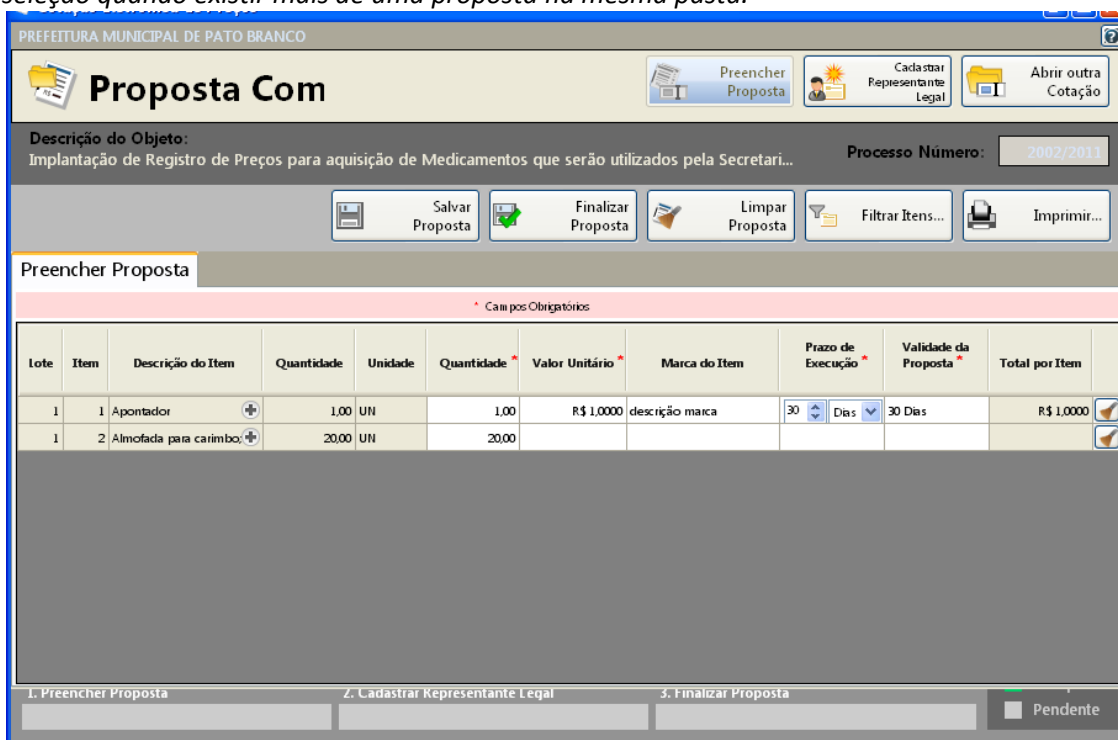 seleção quando existir mais de uma proposta na mesma pasta.
PREFEITURA MUNICIPAL DE PATO BRANCO
Proposta Com
Preencher
Proposta
Cadastrar
Representante
Legal
Abrir outra
Cotação
Descrição do Objeto:
Implantação de Registro de Preços para aquisição de Medicamentos que serão utilizados pela Secretari...
Processo Número:
2002/2011
Salvar
Proposta
Finalizar
Proposta
Limpar
Proposta
Filtrar Itens...
Imprimir...
Preencher Proposta
* Campos Obrigatórios
Lote Item Descrição do Item Quantidade Unidade Quantidade * Valor Unitário * Marca do Item Prazo de Execução * Validade da Proposta * Total por Item
1 1 Apontador 1,00 UN 1,00 R$ 1,0000 descrição marca 30 Dias 30 Dias R$ 1,0000
1 2 Almofada para carimbo; 20,00 UN 20,00
1. Preencher Proposta 2. Cadastrar Representante Legal 3. Finalizar Proposta
Pendente